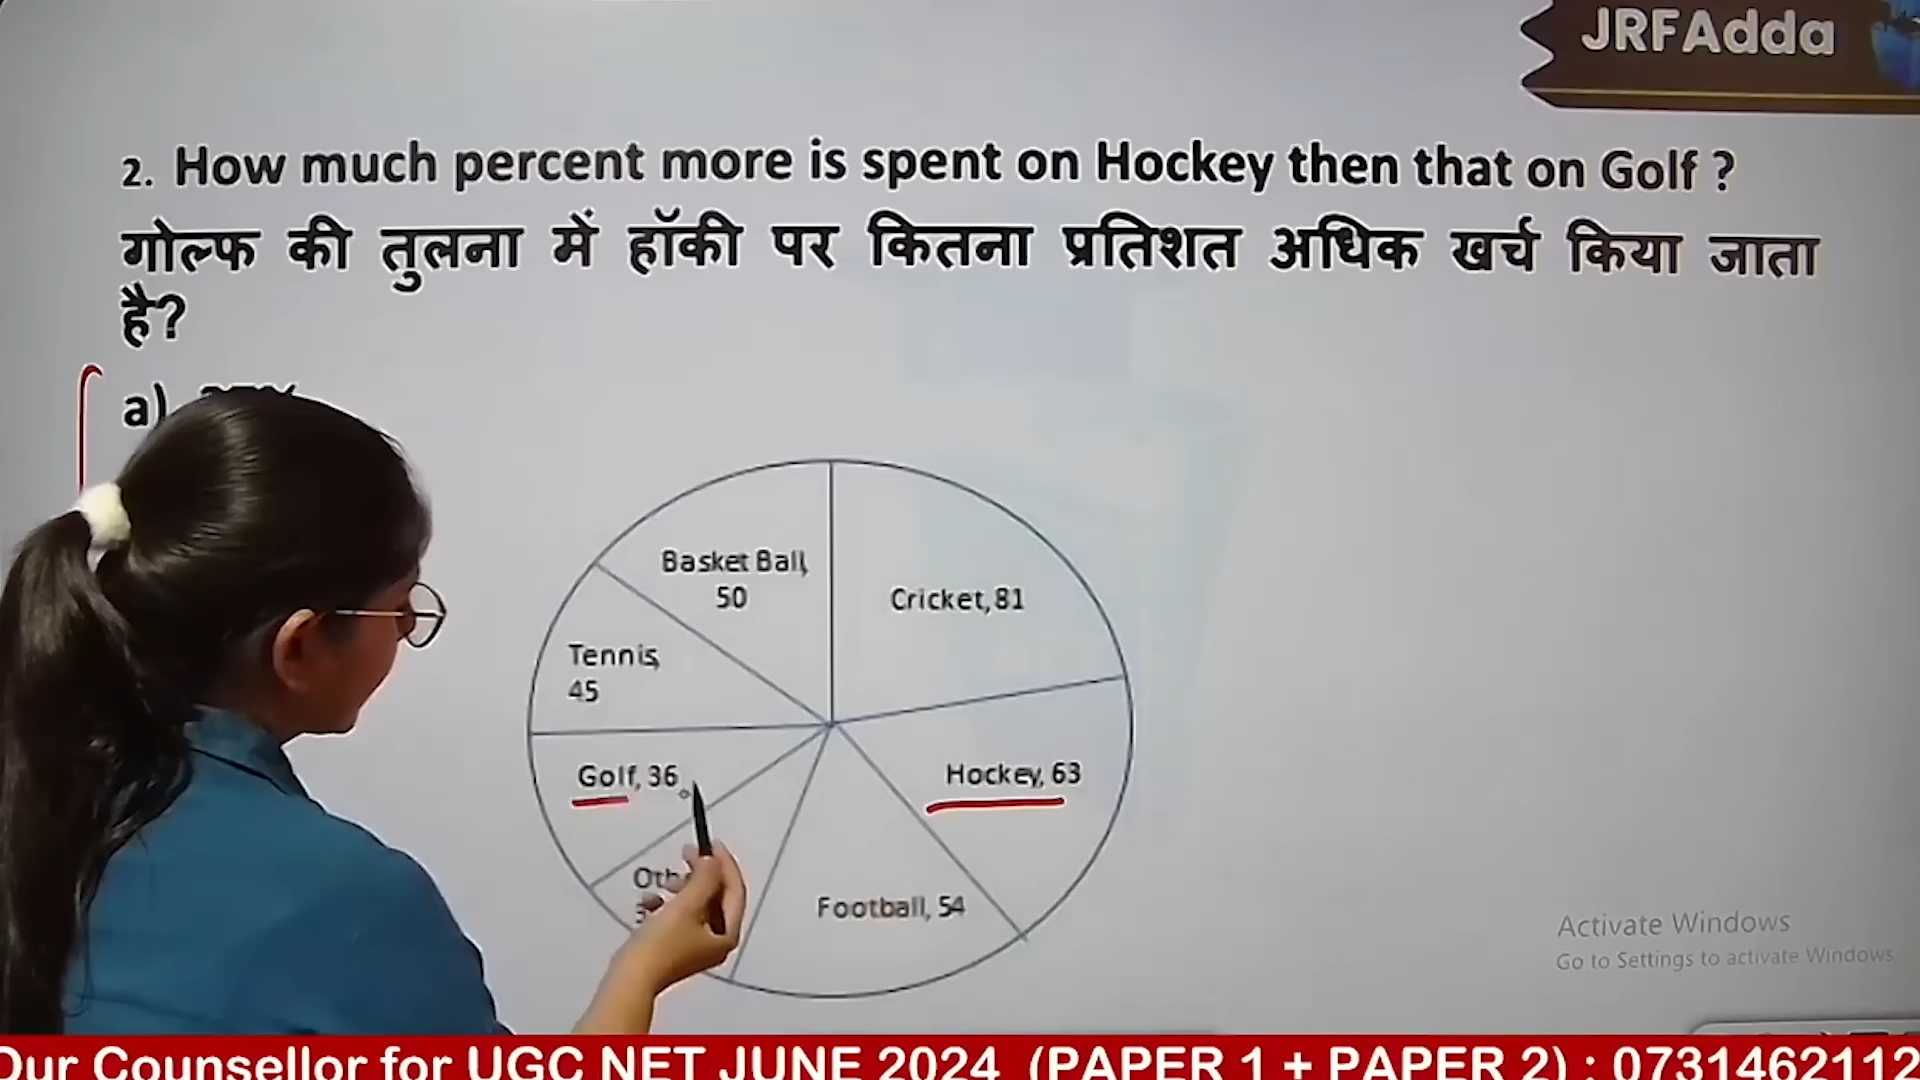 JRFAdda
2. How much percent more is spent on Hockey then that on Golf ?
गोल्फ की तुलना में हॉकी पर कितना प्रतिशत अधिक खर्च किया जाता
है?
a)
Basket Ball,
50
Cricket, 81
Tennis,
45
Golf, 36
Hockey, 63
Football, 54
Activate Windows
Go to Settings to activate Windows.
Our Counsellor for UGC NET JUNE 2024 (PAPER 1 + PAPER 2) : 0731462112